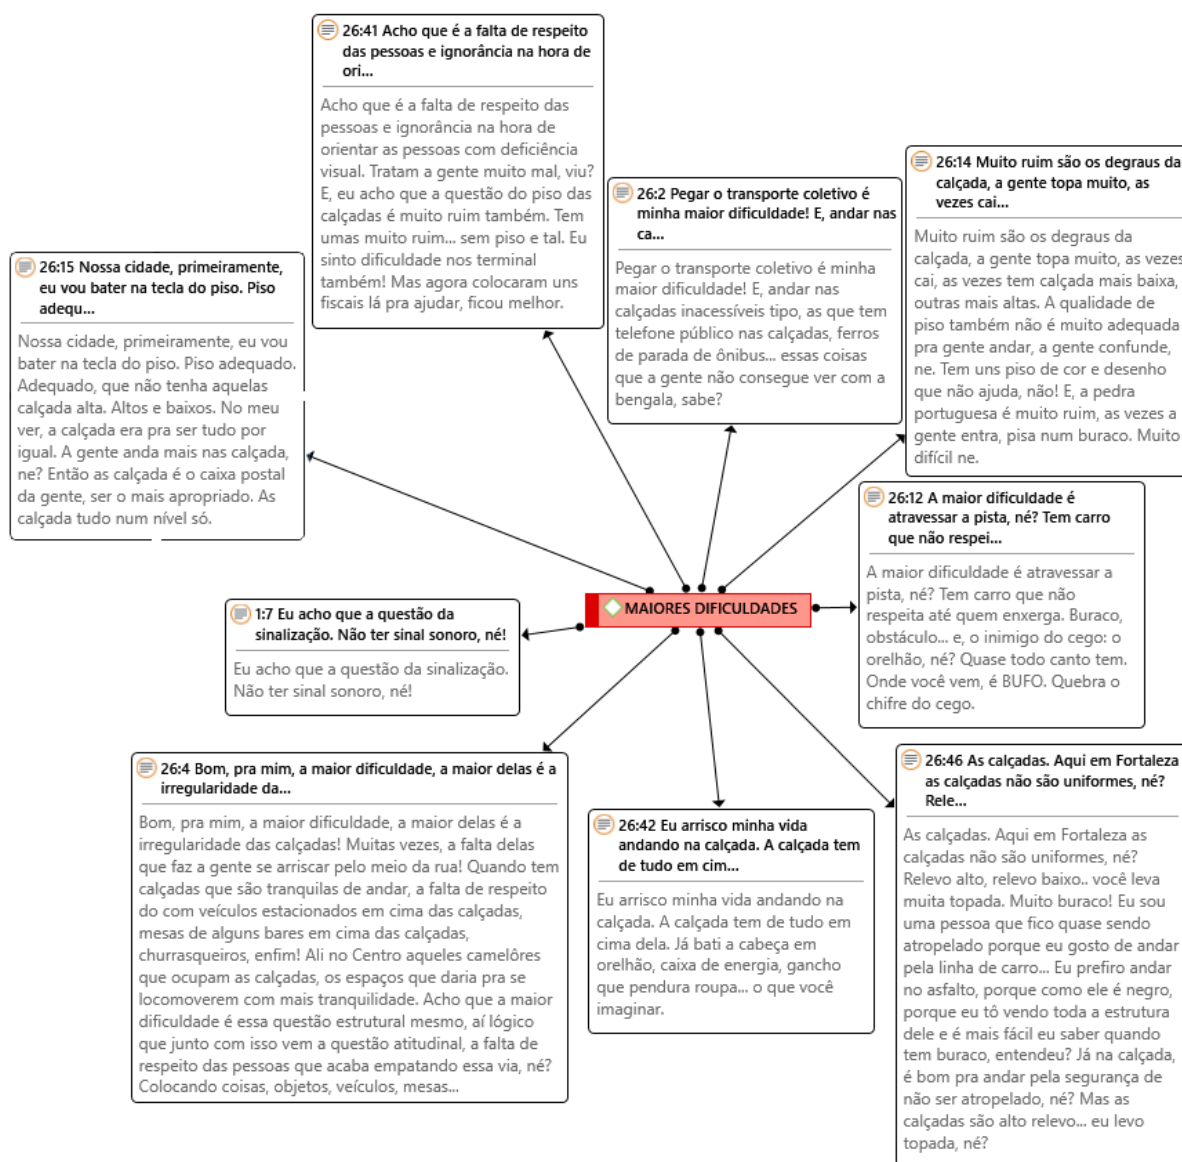 26:41 Acho que é a falta de respeito
das pessoas e ignorância na hora de
ori...
Acho que é a falta de respeito das
pessoas e ignorância na hora de
orientar as pessoas com deficiência
visual. Tratam a gente muito mal, viu?
E, eu acho que a questão do piso das
calçadas é muito ruim também. Tem
umas muito ruim... sem piso e tal. Eu
sinto dificuldade nos terminal
também! Mas agora colocaram uns
fiscais lá pra ajudar, ficou melhor.
26:2 Pegar o transporte coletivo é
minha maior dificuldade! E, andar nas
ca...
Pegar o transporte coletivo é minha
maior dificuldade! E, andar nas
calçadas inacessíveis tipo, as que tem
telefone público nas calçadas, ferros
de parada de ônibus... essas coisas
que a gente não consegue ver com a
bengala, sabe?
26:14 Muito ruim são os degraus da
calçada, a gente topa muito, as
vezes cai...
Muito ruim são os degraus da
calçada, a gente topa muito, as vezes
cai, as vezes tem calçada mais baixa,
outras mais altas. A qualidade de
piso também não é muito adequada
pra gente andar, a gente confunde,
ne. Tem uns piso de cor e desenho
que não ajuda, não! E, a pedra
portuguesa é muito ruim, as vezes a
gente entra, pisa num buraco. Muito
difícil ne.
26:15 Nossa cidade, primeiramente,
eu vou bater na tecla do piso. Piso
adequ...
Nossa cidade, primeiramente, eu vou
bater na tecla do piso. Piso adequado.
Adequado, que não tenha aquelas
calçada alta. Altos e baixos. No meu
ver, a calçada era pra ser tudo por
igual. A gente anda mais nas calçada,
ne? Então as calçada é o caixa postal
da gente, ser o mais apropriado. As
calçada tudo num nível só.
26:12 A maior dificuldade é
atravessar a pista, né? Tem carro
que não respei...
A maior dificuldade é atravessar a
pista, né? Tem carro que não
respeita até quem enxerga. Buraco,
obstáculo... e, o inimigo do cego: o
orelhão, né? Quase todo canto tem.
Onde você vem, é BUFO. Quebra o
chifre do cego.
MAIORES DIFICULDADES
1:7 Eu acho que a questão da
sinalização. Não ter sinal sonoro, né!
Eu acho que a questão da sinalização.
Não ter sinal sonoro, né!
26:4 Bom, pra mim, a maior dificuldade, a maior delas é a
irregularidade da...
Bom, pra mim, a maior dificuldade, a maior delas é a
irregularidade das calçadas! Muitas vezes, a falta delas
que faz a gente se arriscar pelo meio da rua! Quando tem
calçadas que são tranquilas de andar, a falta de respeito
do com veículos estacionados em cima das calçadas,
mesas de alguns bares em cima das calçadas,
churrasqueiros, enfim! Ali no Centro aqueles camelôres
que ocupam as calçadas, os espaços que daria pra se
locomoverem com mais tranquilidade. Acho que a maior
dificuldade é essa questão estrutural mesmo, aí lógico
que junto com isso vem a questão atitudinal, a falta de
respeito das pessoas que acaba empatando essa via, né?
Colocando coisas, objetos, veículos, mesas...
26:42 Eu arrisco minha vida
andando na calçada. A calçada tem
de tudo em cim...
Eu arrisco minha vida andando na
calçada. A calçada tem de tudo em
cima dela. Já bati a cabeça em
orelhão, caixa de energia, gancho
que pendura roupa... o que você
imaginar.
26:46 As calçadas. Aqui em Fortaleza
as calçadas não são uniformes, né?
Rele...
As calçadas. Aqui em Fortaleza as
calçadas não são uniformes, né?
Relevo alto, relevo baixo.. você leva
muita topada. Muito buraco! Eu sou
uma pessoa que fico quase sendo
atropelado porque eu gosto de andar
pela linha de carro... Eu prefiro andar
no asfalto, porque como ele é negro,
porque eu tô vendo toda a estrutura
dele e é mais fácil eu saber quando
tem buraco, entendeu? Já na calçada,
é bom pra andar pela segurança de
não ser atropelado, né? Mas as
calçadas são alto relevo... eu levo
topada, né?